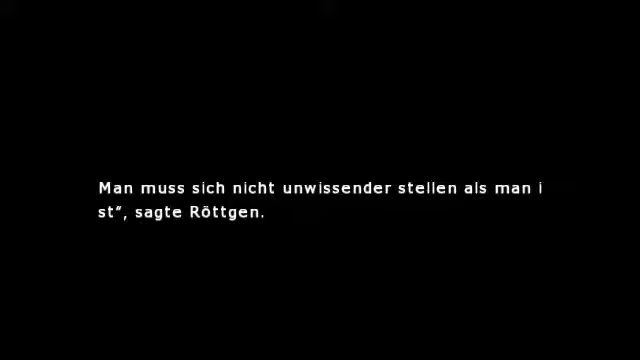 Man muss sich nicht unwissender stellen als man i
st”, sagte Röttgen.